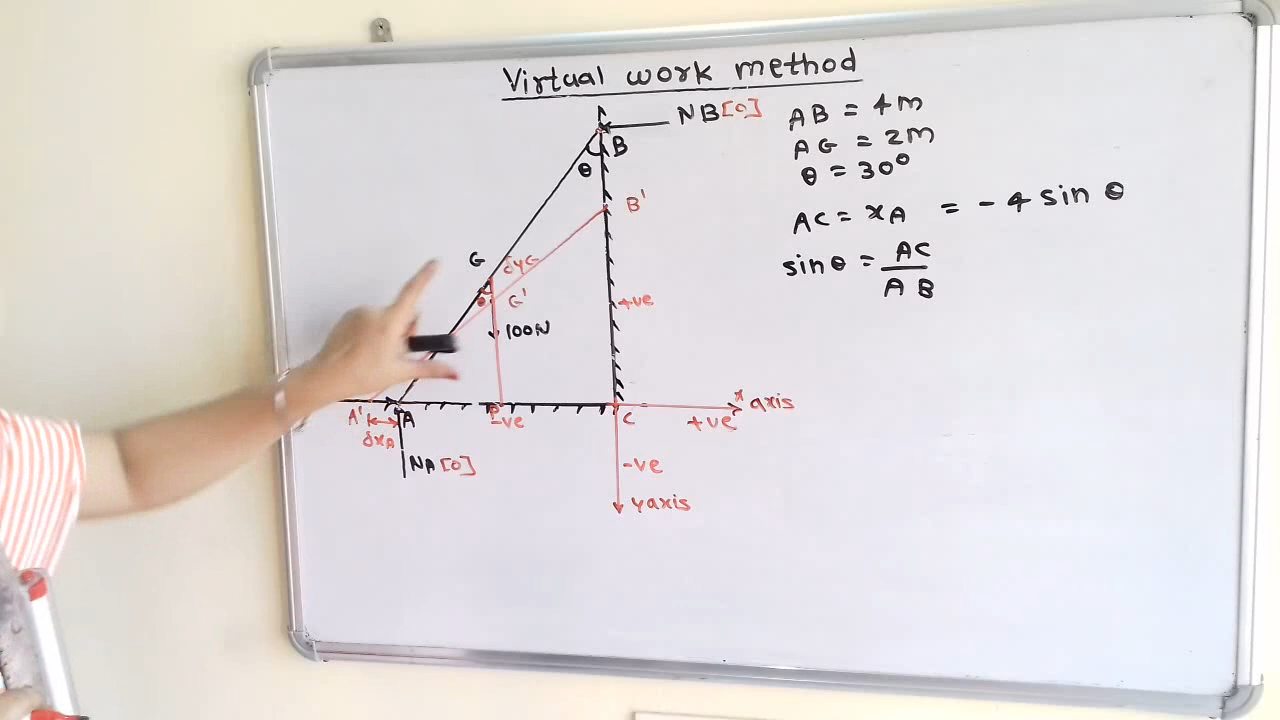 Virtual work method
NB[0]
B
θ
B'
G
δyG
θ
G'
100N
+ve
A'
A
-ve
C
+ve
x axis
δxA
NA[0]
-ve
y axis
AB = 4m
AG = 2m
θ = 30°
AC = xA = - 4 sin θ
sinθ = AC
AB